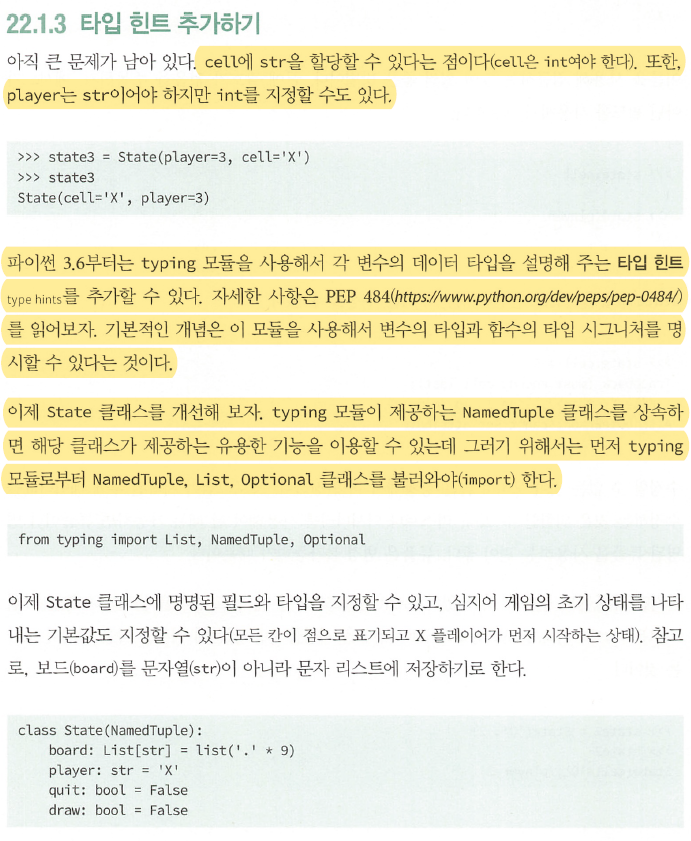 22.1.3 타입 힌트 추가하기
아직 큰 문제가 남아 있다. cell에 str을 할당할 수 있다는 점이다(cell은 int여야 한다). 또한,
player는 str이어야 하지만 int를 지정할 수도 있다.
>>> state3 = State(player=3, cell='X')
>>> state3
State(cell='X', player=3)
파이썬 3.6부터는 typing 모듈을 사용해서 각 변수의 데이터 타입을 설명해 주는 타입 힌트
type hints를 추가할 수 있다. 자세한 사항은 PEP 484(https://www.python.org/dev/peps/pep-0484/)
를 읽어보자. 기본적인 개념은 이 모듈을 사용해서 변수의 타입과 함수의 타입 시그니처를 명
시할 수 있다는 것이다.
이제 State 클래스를 개선해 보자. typing 모듈이 제공하는 NamedTuple 클래스를 상속하
면 해당 클래스가 제공하는 유용한 기능을 이용할 수 있는데 그러기 위해서는 먼저 typing
모듈로부터 NamedTuple, List, Optional 클래스를 불러와야(import) 한다.
from typing import List, NamedTuple, Optional
이제 State 클래스에 명명된 필드와 타입을 지정할 수 있고, 심지어 게임의 초기 상태를 나타
내는 기본값도 지정할 수 있다(모든 칸이 점으로 표기되고 X 플레이어가 먼저 시작하는 상태). 참고
로, 보드(board)를 문자열(str)이 아니라 문자 리스트에 저장하기로 한다.
class State(NamedTuple):
    board: List[str] = list('.' * 9)
    player: str = 'X'
    quit: bool = False
    draw: bool = False